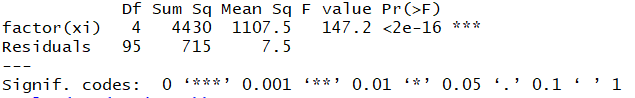 Df Sum Sq Mean Sq F value Pr(>F)
factor(xi) 4 4430 1107.5 147.2 <2e-16 ***
Residuals 95 715 7.5
---
Signif. codes: 0 ‘***’ 0.001 ‘**’ 0.01 ‘*’ 0.05 ‘.’ 0.1 ‘ ’ 1